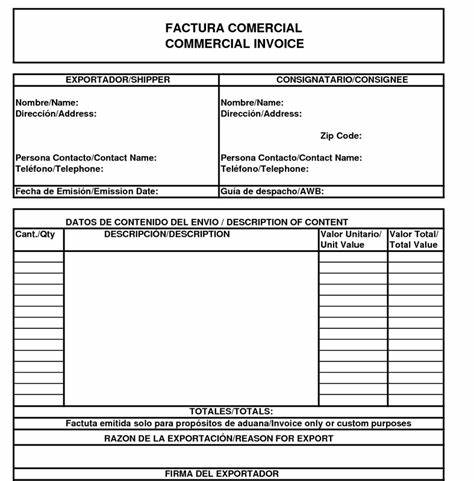 FACTURA COMERCIAL
COMMERCIAL INVOICE
EXPORTADOR/SHIPPER
CONSIGNATARIO/CONSIGNEE
Nombre/Name:
Dirección/Address:
Persona Contacto/Contact Name:
Teléfono/Telephone:
Nombre/Name:
Dirección/Address:
Zip Code:
Persona Contacto/Contact Name:
Teléfono/Telephone:
Fecha de Emisión/Emission Date:
Guía de despacho/AWB:
DATOS DE CONTENIDO DEL ENVIO / DESCRIPTION OF CONTENT
Cant./Qty
DESCRIPCIÓN/DESCRIPTION
Valor Unitario/
Unit Value
Valor Total/
Total Value
TOTALES/TOTALS:
Factuta emitida solo para propósitos de aduana/Invoice only or custom purposes
RAZON DE LA EXPORTACIÓN/REASON FOR EXPORT
FIRMA DEL EXPORTADOR